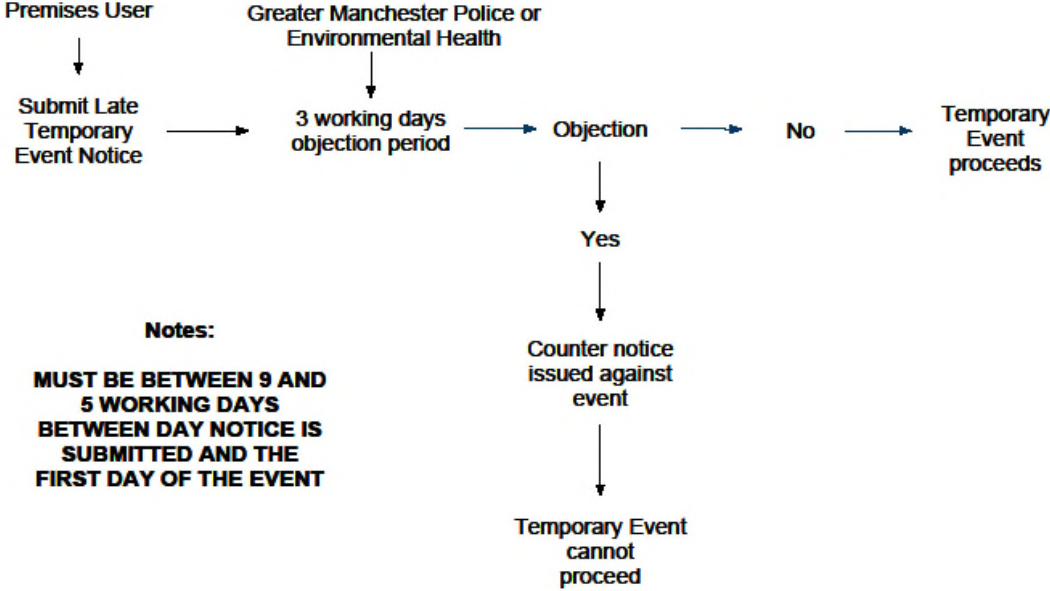 Premises User
Greater Manchester Police or
Environmental Health
Submit Late
Temporary
Event Notice
3 working days
objection period
Objection
No
Temporary
Event
proceeds
Yes
Notes:
MUST BE BETWEEN 9 AND
5 WORKING DAYS
BETWEEN DAY NOTICE IS
SUBMITTED AND THE
FIRST DAY OF THE EVENT
Counter notice
issued against
event
Temporary Event
cannot
proceed